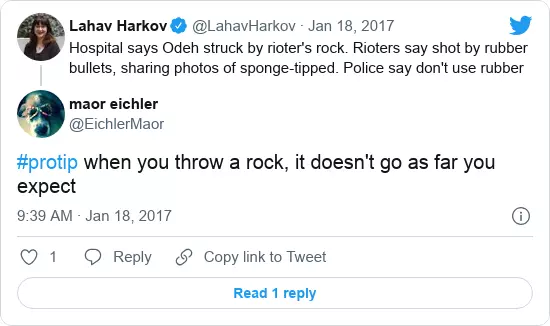 Lahav Harkov @LahavHarkov · Jan 18, 2017
Hospital says Odeh struck by rioter's rock. Rioters say shot by rubber
bullets, sharing photos of sponge-tipped. Police say don't use rubber
maor eichler
@EichlerMaor
#protip when you throw a rock, it doesn't go as far you
expect
9:39 AM · Jan 18, 2017
1 Reply Copy link to Tweet
Read 1 reply